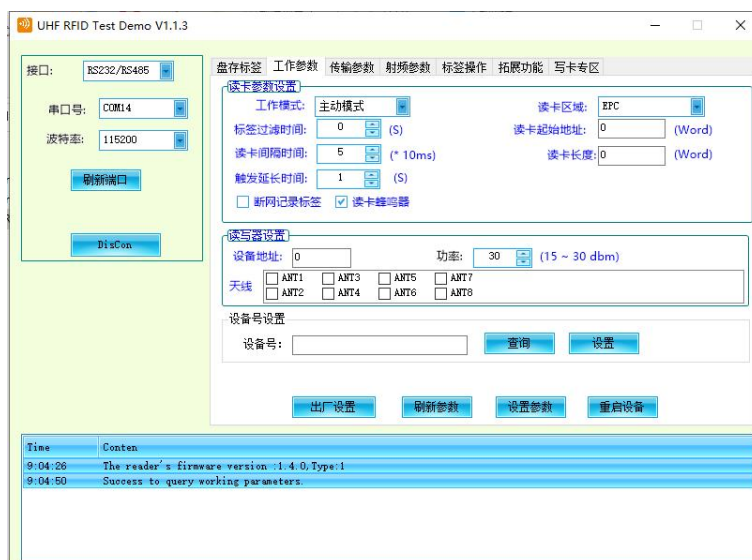 UHF RFID Test Demo V1.1.3
接口: RS232/RS485
串口号: COM14
波特率: 115200
刷新端口
DisCon
盘存标签 工作参数 传输参数 射频参数 标签操作 拓展功能 写卡专区
读卡参数设置
工作模式: 主动模式 读卡区域: EPC
标签过滤时间: 0 (S) 读卡起始地址: 0 (Word)
读卡间隔时间: 5 (* 10ms) 读卡长度: 0 (Word)
触发延长时间: 1 (S)
断网记录标签 读卡蜂鸣器
读写器设置
设备地址: 0 功率: 30 (15 ~ 30 dbm)
天线 ANT1 ANT3 ANT5 ANT7
ANT2 ANT4 ANT6 ANT8
设备号设置
设备号: 查询 设置
出厂设置 刷新参数 设置参数 重启设备
Time Conten
9:04:26 The reader's firmware version :1.4.0,Type:1
9:04:50 Success to query working parameters.